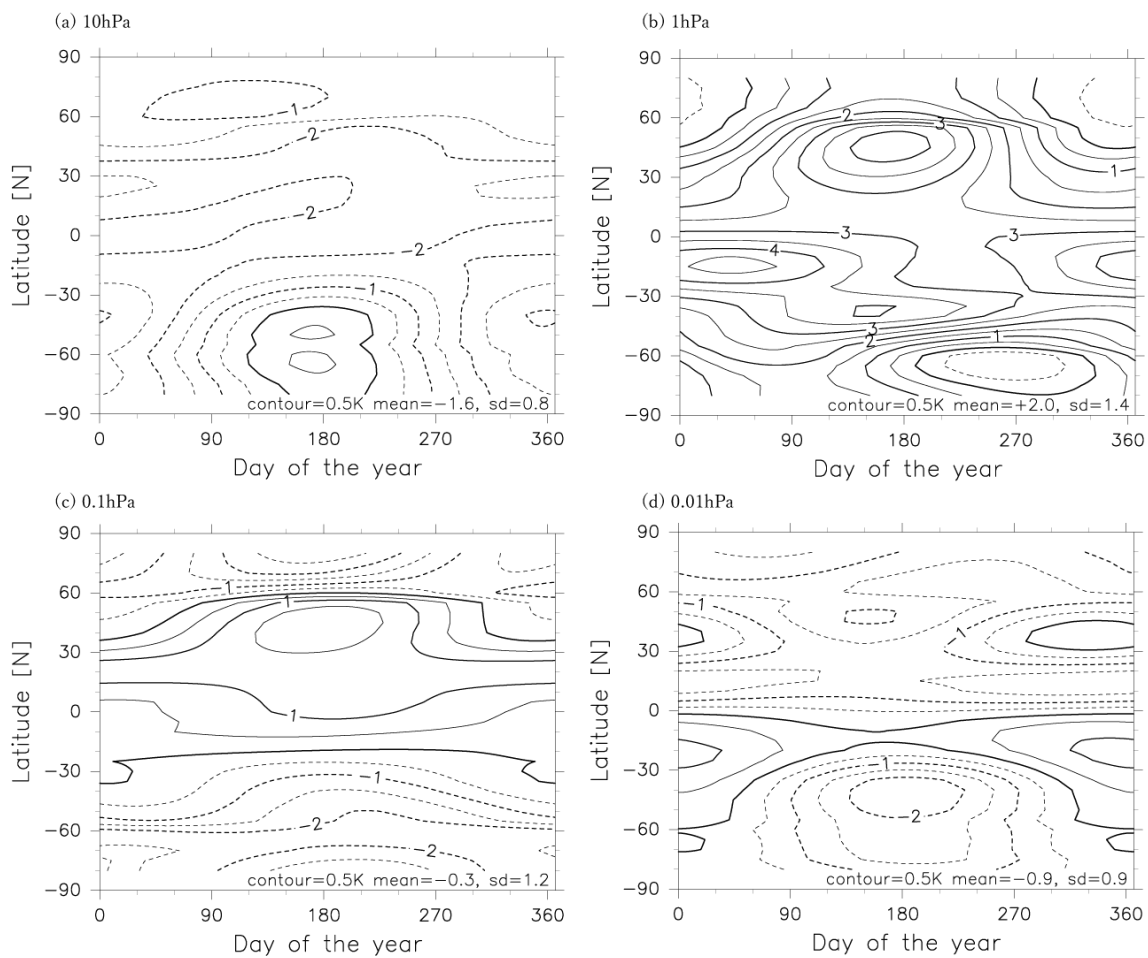 (a) 10hPa
90
60
30
0
−30
−60
−90
Latitude [N]
−1
−2
−2
−2
−1
contour=0.5K mean=−1.6, sd=0.8
0 90 180 270 360
Day of the year
(b) 1hPa
90
60
30
0
−30
−60
−90
Latitude [N]
2
3
1
3
3
4
3
2
1
contour=0.5K mean=+2.0, sd=1.4
0 90 180 270 360
Day of the year
(c) 0.1hPa
90
60
30
0
−30
−60
−90
Latitude [N]
−1
1
1
−1
−2
−2
contour=0.5K mean=−0.3, sd=1.2
0 90 180 270 360
Day of the year
(d) 0.01hPa
90
60
30
0
−30
−60
−90
Latitude [N]
−1
−1
−1
−2
contour=0.5K mean=−0.9, sd=0.9
0 90 180 270 360
Day of the year